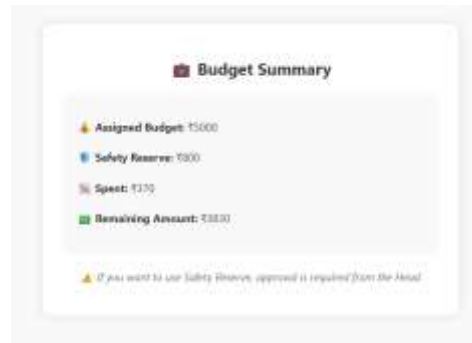 💼 Budget Summary
💰 Assigned Budget: ₹5000
Safety Reserve: ₹800
Spent: ₹370
Remaining Amount: ₹3830
⚠️ If you want to use Safety Reserve, approval is required from the Head